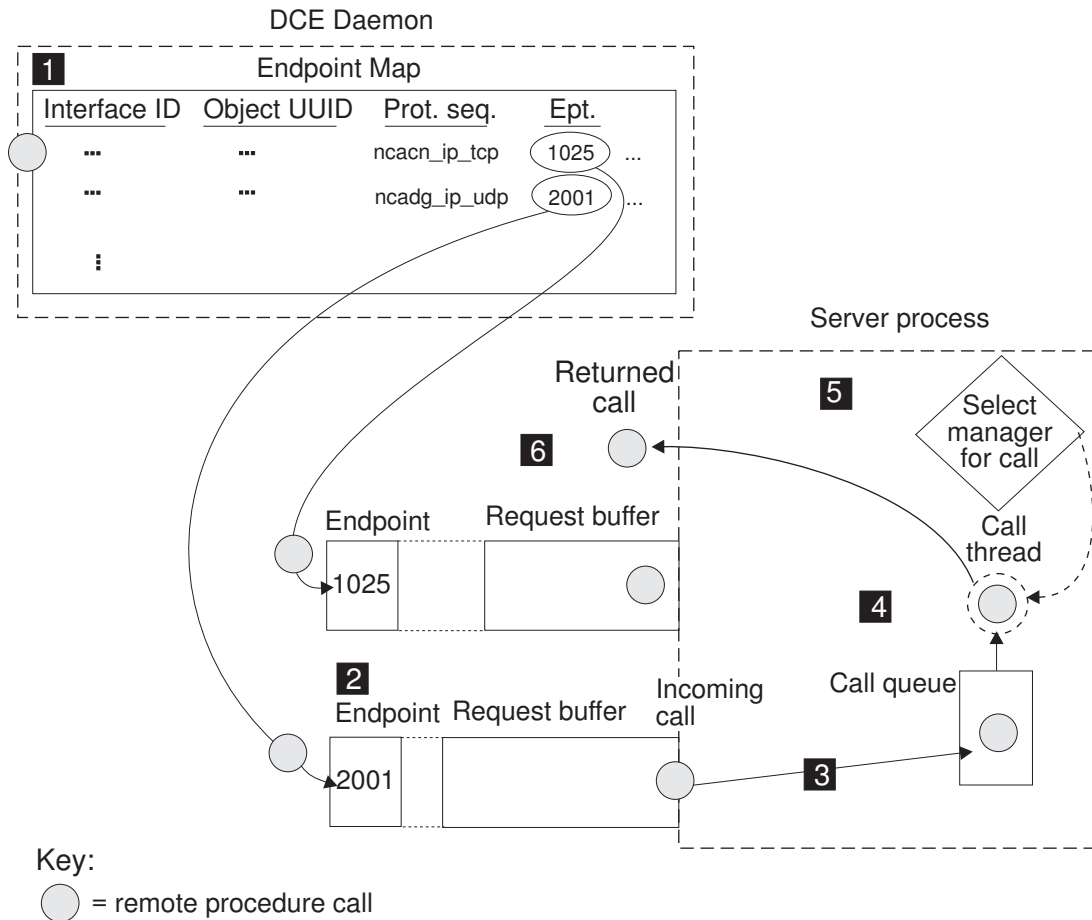 DCE Daemon
1
Endpoint Map
Interface ID Object UUID Prot. seq. Ept.
... ... ncacn_ip_tcp 1025 ...
... ... ncadg_ip_udp 2001 ...
...
Server process
Returned
call
5
Select
manager
for call
6
Endpoint
Request buffer
Call
thread
1025
4
2
Endpoint
Request buffer
Incoming
call
Call queue
2001
3
Key:
= remote procedure call